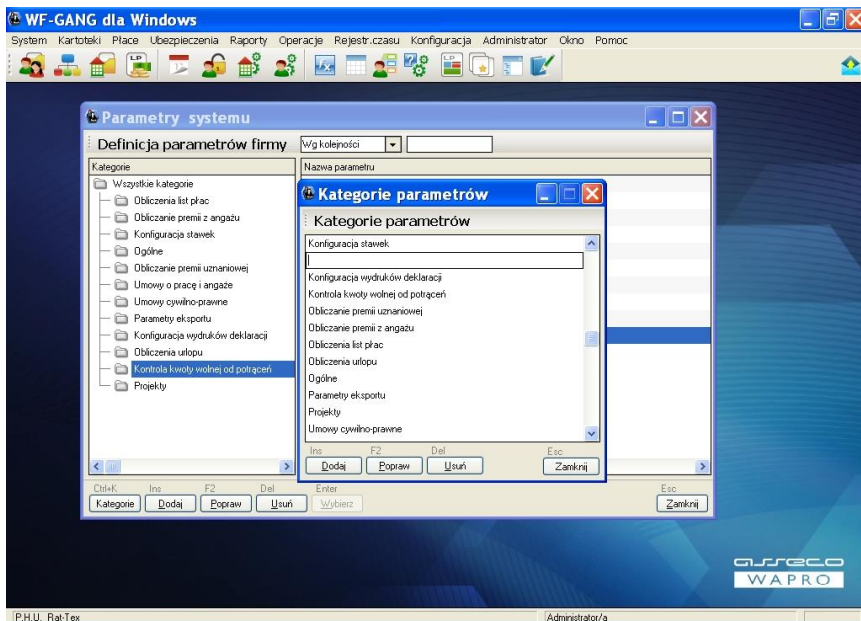 WF-GANG dla Windows
System Kartoteki Płace Ubezpieczenia Raporty Operacje Rejestr.czasu Konfiguracja Administrator Okno Pomoc
Parametry systemu
Definicja parametrów firmy Wg kolejności
Kategorie Nazwa parametru
Wszystkie kategorie
Obliczenia list płac
Obliczanie premii z angażu
Konfiguracja stawek
Ogólne
Obliczanie premii uznaniowej
Umowy o pracę i angaże
Umowy cywilno-prawne
Parametry eksportu
Konfiguracja wydruków deklaracji
Obliczenia urlopu
Kontrola kwoty wolnej od potrąceń
Projekty
Kategorie parametrów
Kategorie parametrów
Konfiguracja stawek
Konfiguracja wydruków deklaracji
Kontrola kwoty wolnej od potrąceń
Obliczanie premii uznaniowej
Obliczanie premii z angażu
Obliczenia list płac
Obliczenia urlopu
Ogólne
Parametry eksportu
Projekty
Umowy cywilno-prawne
Ins F2 Del Esc
Dodaj Popraw Usuń Zamknij
Ctrl+K Ins F2 Del Enter Esc
Kategorie Dodaj Popraw Usuń Wybierz Zamknij
asseco
WAPRO
P.H.U. Rat-Tex Administrator/a